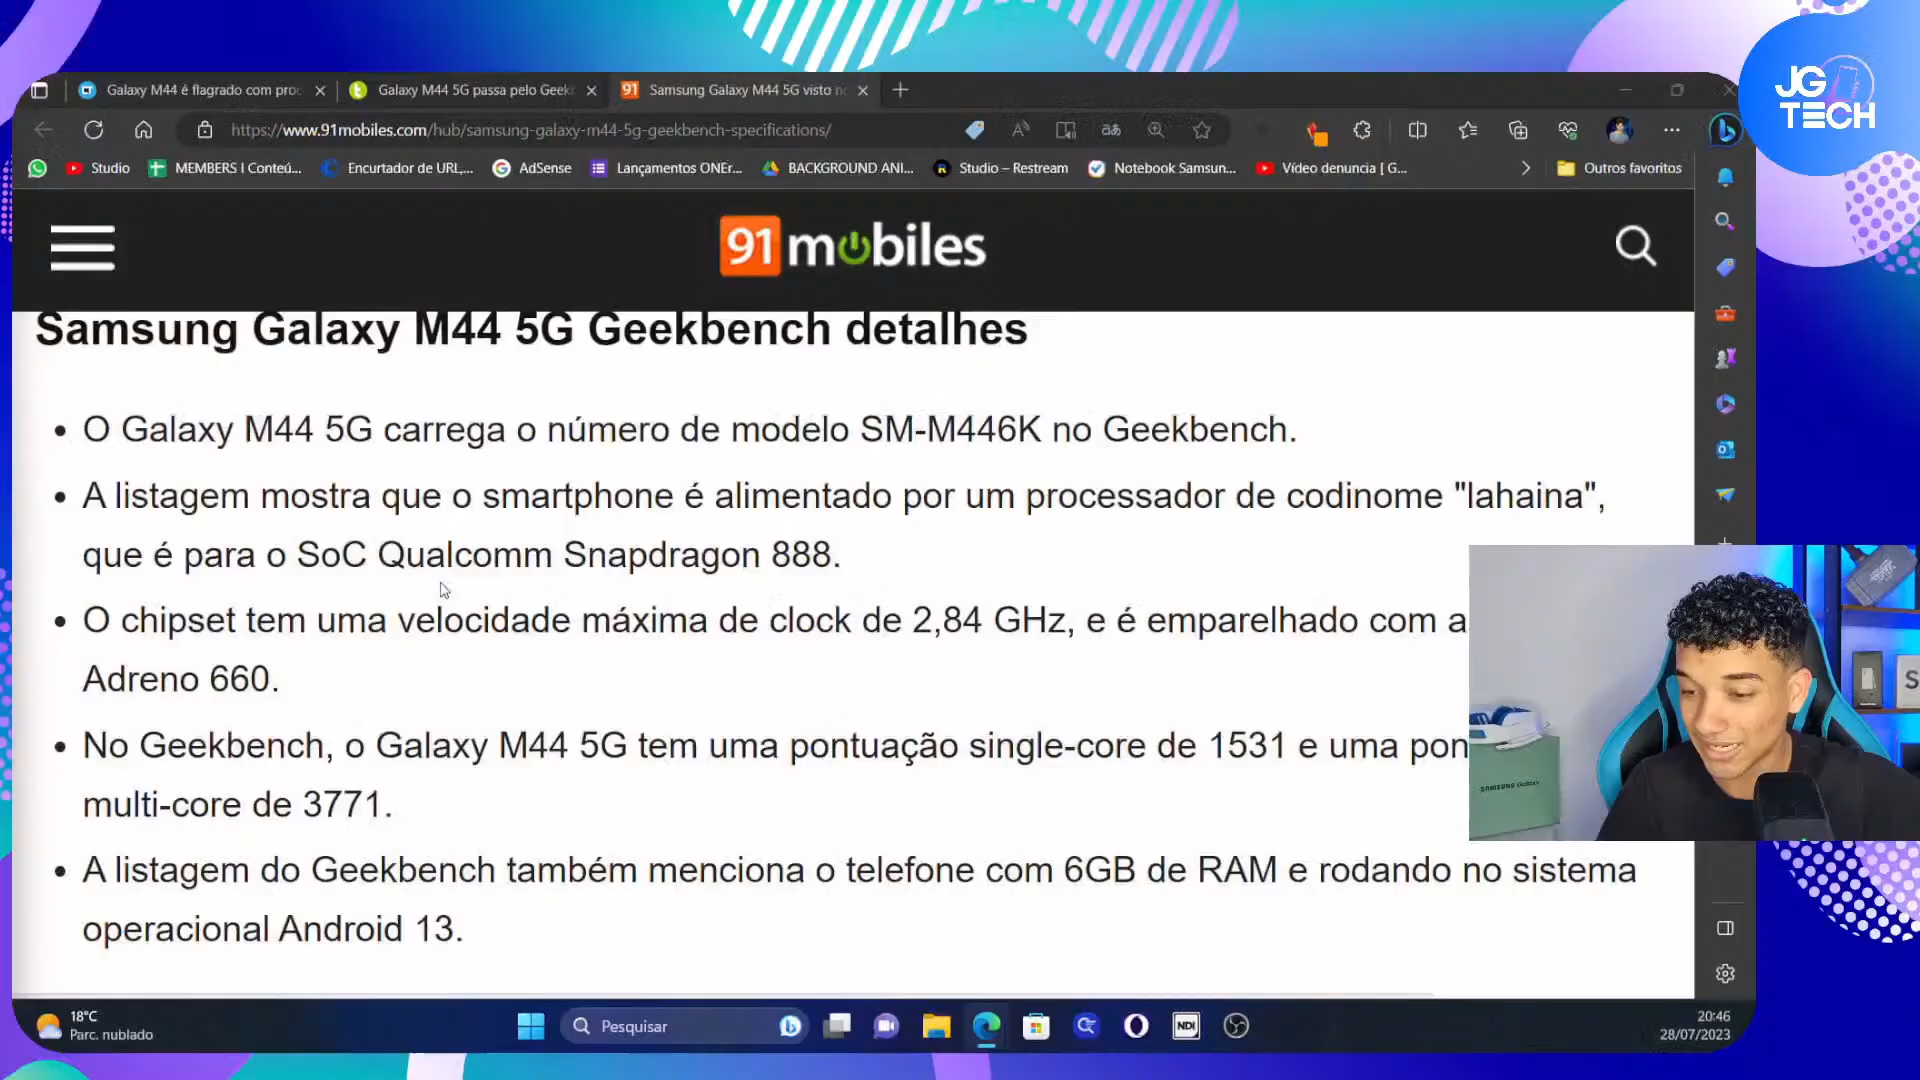 JG
TECH
Galaxy M44 é flagrado com pro
Galaxy M44 5G passa pelo Geek
91
Samsung Galaxy M44 5G visto n
https://www.91mobiles.com/hub/samsung-galaxy-m44-5g-geekbench-specifications/
Studio
MEMBERS I Conteú...
Encurtador de URL,...
AdSense
Lançamentos ONEr...
BACKGROUND ANI...
Studio – Restream
Notebook Samsun...
Vídeo denuncia [ G...
Outros favoritos
91mobiles
Samsung Galaxy M44 5G Geekbench detalhes
• O Galaxy M44 5G carrega o número de modelo SM-M446K no Geekbench.
• A listagem mostra que o smartphone é alimentado por um processador de codinome "lahaina",
que é para o SoC Qualcomm Snapdragon 888.
• O chipset tem uma velocidade máxima de clock de 2,84 GHz, e é emparelhado com a
Adreno 660.
• No Geekbench, o Galaxy M44 5G tem uma pontuação single-core de 1531 e uma pon
multi-core de 3771.
• A listagem do Geekbench também menciona o telefone com 6GB de RAM e rodando no sistema
operacional Android 13.
SAMSUNG Galaxy
S
18°C
Parc. nublado
Pesquisar
NDI
20:46
28/07/2023